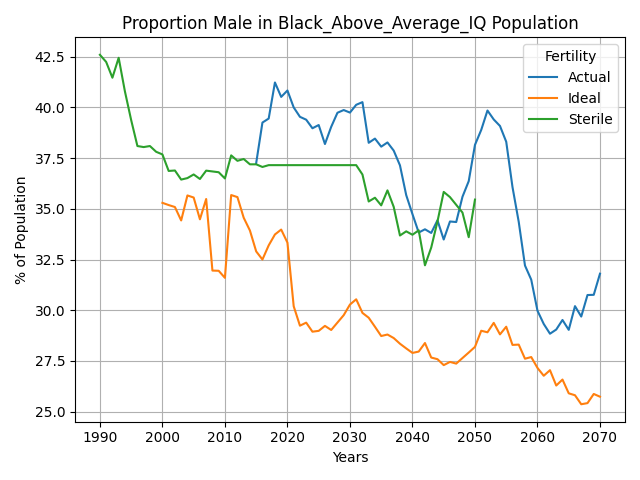 Proportion Male in Black_Above_Average_IQ Population
% of Population
42.5
40.0
37.5
35.0
32.5
30.0
27.5
25.0
Fertility
Actual
Ideal
Sterile
1990 2000 2010 2020 2030 2040 2050 2060 2070
Years